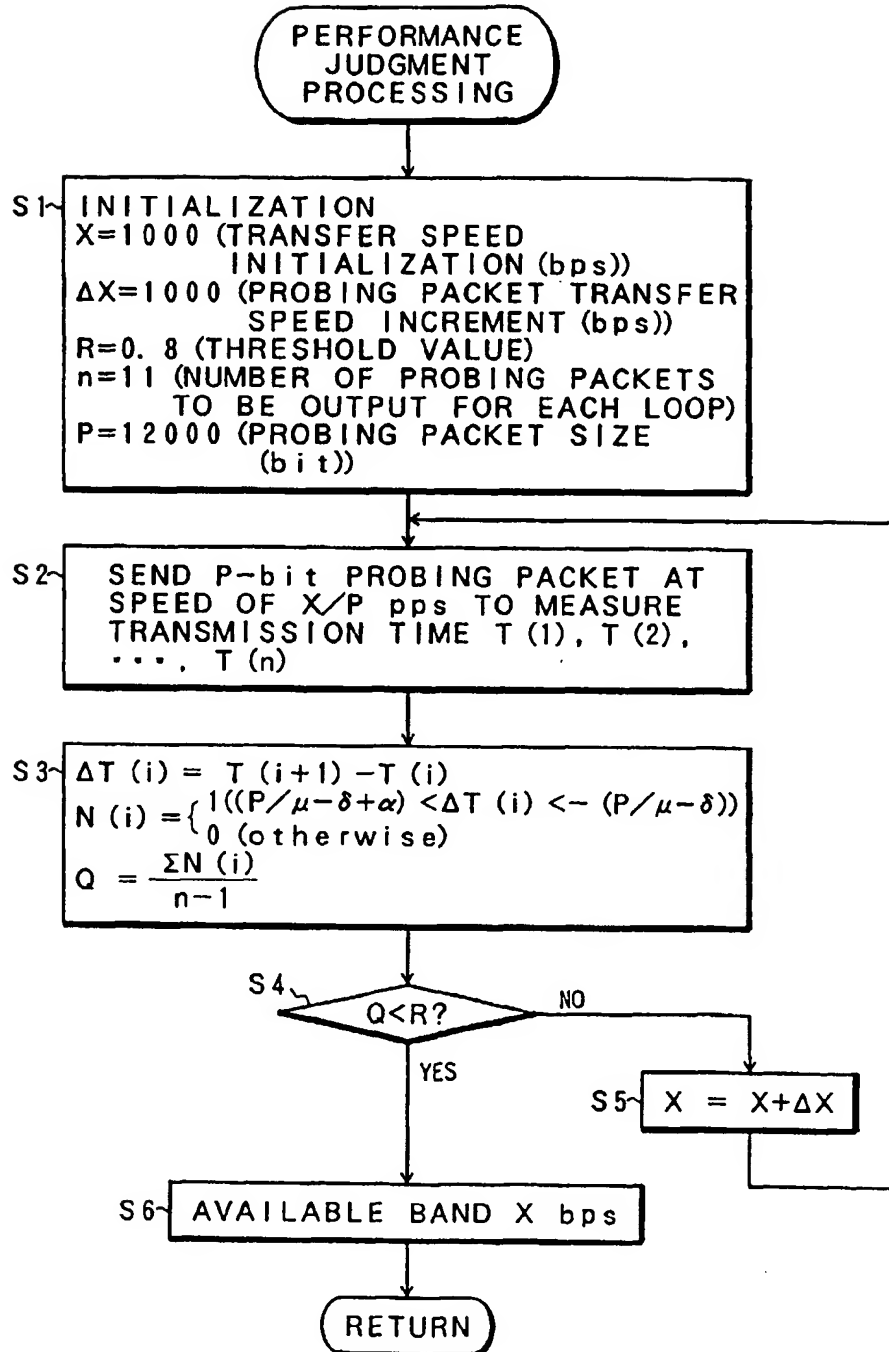 PERFORMANCE
JUDGMENT
PROCESSING
S1
INITIALIZATION
X=1000 (TRANSFER SPEED
INITIALIZATION (bps))
ΔX=1000 (PROBING PACKET TRANSFER
SPEED INCREMENT (bps))
R=0.8 (THRESHOLD VALUE)
n=11 (NUMBER OF PROBING PACKETS
TO BE OUTPUT FOR EACH LOOP)
P=12000 (PROBING PACKET SIZE
(bit))
S2
SEND P-bit PROBING PACKET AT
SPEED OF X/P pps TO MEASURE
TRANSMISSION TIME T(1), T(2),
..., T(n)
S3
ΔT(i) = T(i+1) -T(i)
N(i) ={ 1((P/μ-δ+α) <ΔT(i) <-(P/μ-δ))
0 (otherwise)
Q = ΣN(i)
n-1
S4
Q<R?
NO
YES
S5
X = X+ΔX
S6
AVAILABLE BAND X bps
RETURN